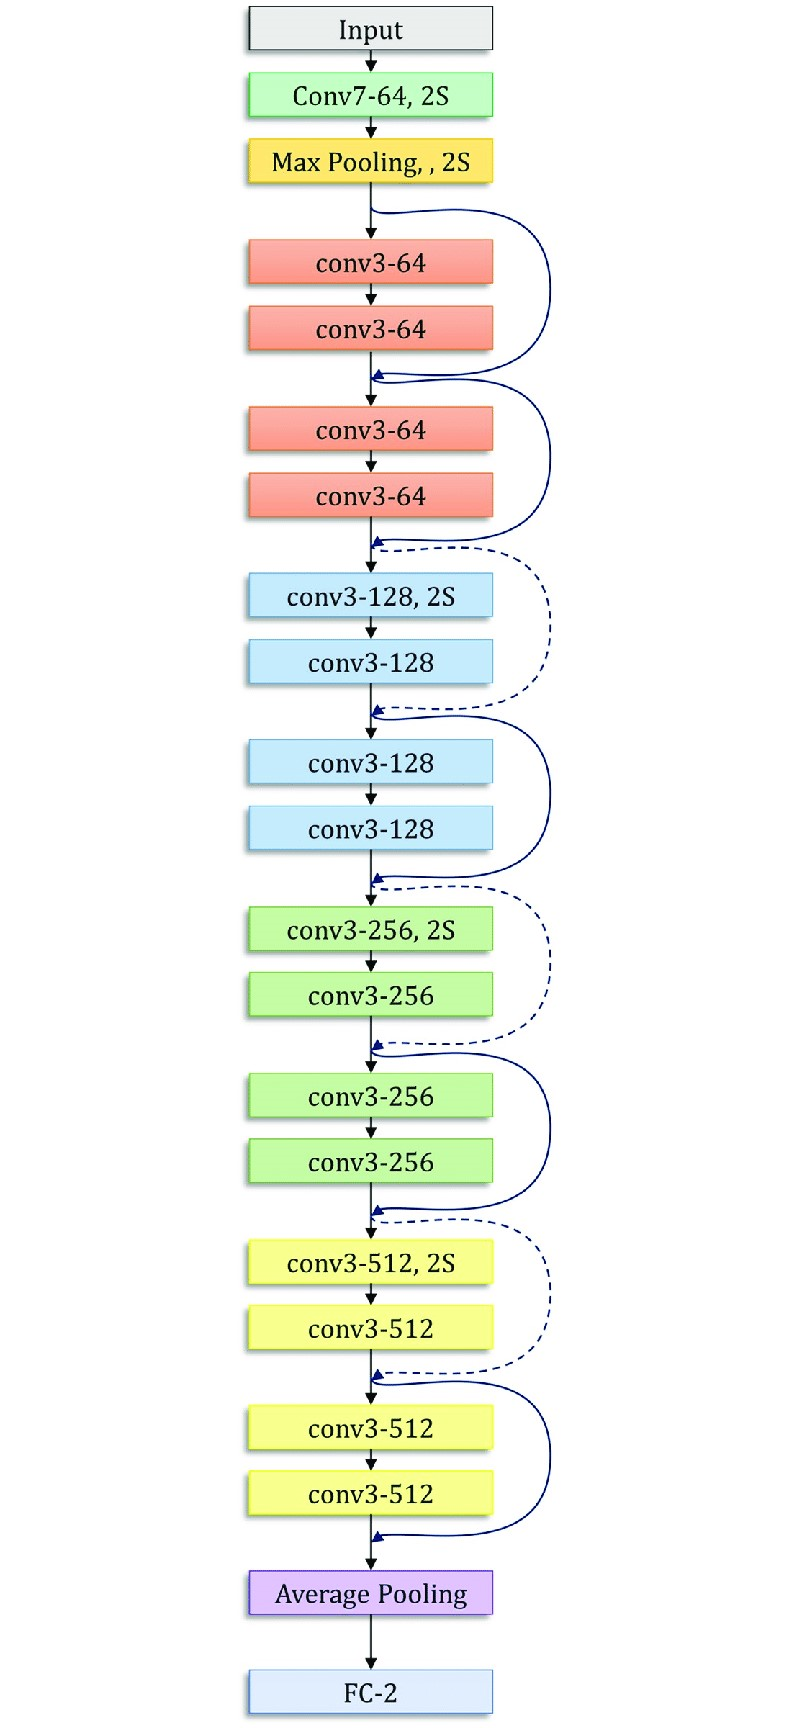 Input
Conv7-64, 2S
Max Pooling, , 2S
conv3-64
conv3-64
conv3-64
conv3-64
conv3-128, 2S
conv3-128
conv3-128
conv3-128
conv3-256, 2S
conv3-256
conv3-256
conv3-256
conv3-512, 2S
conv3-512
conv3-512
conv3-512
Average Pooling
FC-2